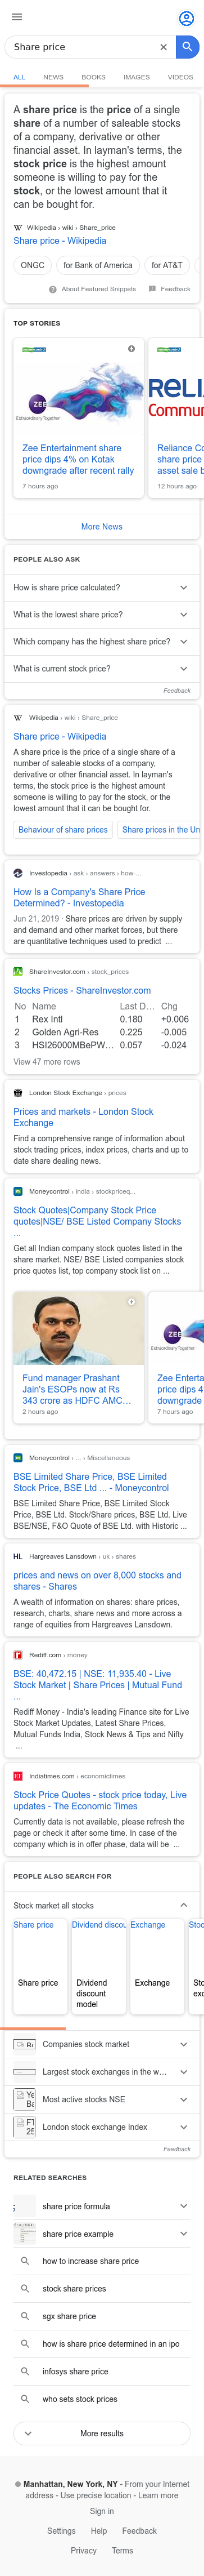 Share price
ALL NEWS BOOKS IMAGES VIDEOS
A share price is the price of a single
share of a number of saleable stocks
of a company, derivative or other
financial asset. In layman's terms, the
stock price is the highest amount
someone is willing to pay for the
stock, or the lowest amount that it
can be bought for.
Wikipedia › wiki › Share_price
Share price - Wikipedia
ONGC for Bank of America for AT&T
About Featured Snippets Feedback
TOP STORIES
ZEE
Extraordinary Together
RELI
Commu
Zee Entertainment share
price dips 4% on Kotak
downgrade after recent rally
7 hours ago
Reliance Co
share price
asset sale b
12 hours ago
More News
PEOPLE ALSO ASK
How is share price calculated?
What is the lowest share price?
Which company has the highest share price?
What is current stock price?
Feedback
Wikipedia › wiki › Share_price
Share price - Wikipedia
A share price is the price of a single share of a
number of saleable stocks of a company,
derivative or other financial asset. In layman's
terms, the stock price is the highest amount
someone is willing to pay for the stock, or the
lowest amount that it can be bought for.
Behaviour of share prices Share prices in the Un
Investopedia › ask › answers › how-...
How Is a Company's Share Price
Determined? - Investopedia
Jun 21, 2019 · Share prices are driven by supply
and demand and other market forces, but there
are quantitative techniques used to predict ...
ShareInvestor.com › stock_prices
Stocks Prices - ShareInvestor.com
No Name Last D... Chg
1 Rex Intl 0.180 +0.006
2 Golden Agri-Res 0.225 -0.005
3 HSI26000MBePW... 0.057 -0.024
View 47 more rows
London Stock Exchange › prices
Prices and markets - London Stock
Exchange
Find a comprehensive range of information about
stock trading prices, index prices, charts and up to
date share dealing news.
Moneycontrol › india › stockpriceq...
Stock Quotes|Company Stock Price
quotes|NSE/ BSE Listed Company Stocks
...
Get all Indian company stock quotes listed in the
share market. NSE/ BSE Listed Companies stock
price quotes list, top company stock list on ...
ZEE
Extraordinary Together
Fund manager Prashant
Jain's ESOPs now at Rs
343 crore as HDFC AMC...
2 hours ago
Zee Enterta
price dips 4
downgrade
7 hours ago
Moneycontrol › ... › Miscellaneous
BSE Limited Share Price, BSE Limited
Stock Price, BSE Ltd ... - Moneycontrol
BSE Limited Share Price, BSE Limited Stock
Price, BSE Ltd. Stock/Share prices, BSE Ltd. Live
BSE/NSE, F&O Quote of BSE Ltd. with Historic ...
HL Hargreaves Lansdown › uk › shares
prices and news on over 8,000 stocks and
shares - Shares
A wealth of information on shares: share prices,
research, charts, share news and more across a
range of equities from Hargreaves Lansdown.
Rediff.com › money
BSE: 40,472.15 | NSE: 11,935.40 - Live
Stock Market | Share Prices | Mutual Fund
...
Rediff Money - India's leading Finance site for Live
Stock Market Updates, Latest Share Prices,
Mutual Funds India, Stock News & Tips and Nifty
...
ET Indiatimes.com › economictimes
Stock Price Quotes - stock price today, Live
updates - The Economic Times
Currently data is not available, please refresh the
page or check it after some time. In case of the
company which is in offer phase, data will be ...
PEOPLE ALSO SEARCH FOR
Stock market all stocks
Share price Dividend discou Exchange Stoc
Share price
Dividend
discount
model
Exchange
Sto
exc
Companies stock market
Largest stock exchanges in the w...
Most active stocks NSE
London stock exchange Index
Feedback
RELATED SEARCHES
share price formula
share price example
how to increase share price
stock share prices
sgx share price
how is share price determined in an ipo
infosys share price
who sets stock prices
More results
Manhattan, New York, NY - From your Internet
address - Use precise location - Learn more
Sign in
Settings Help Feedback
Privacy Terms